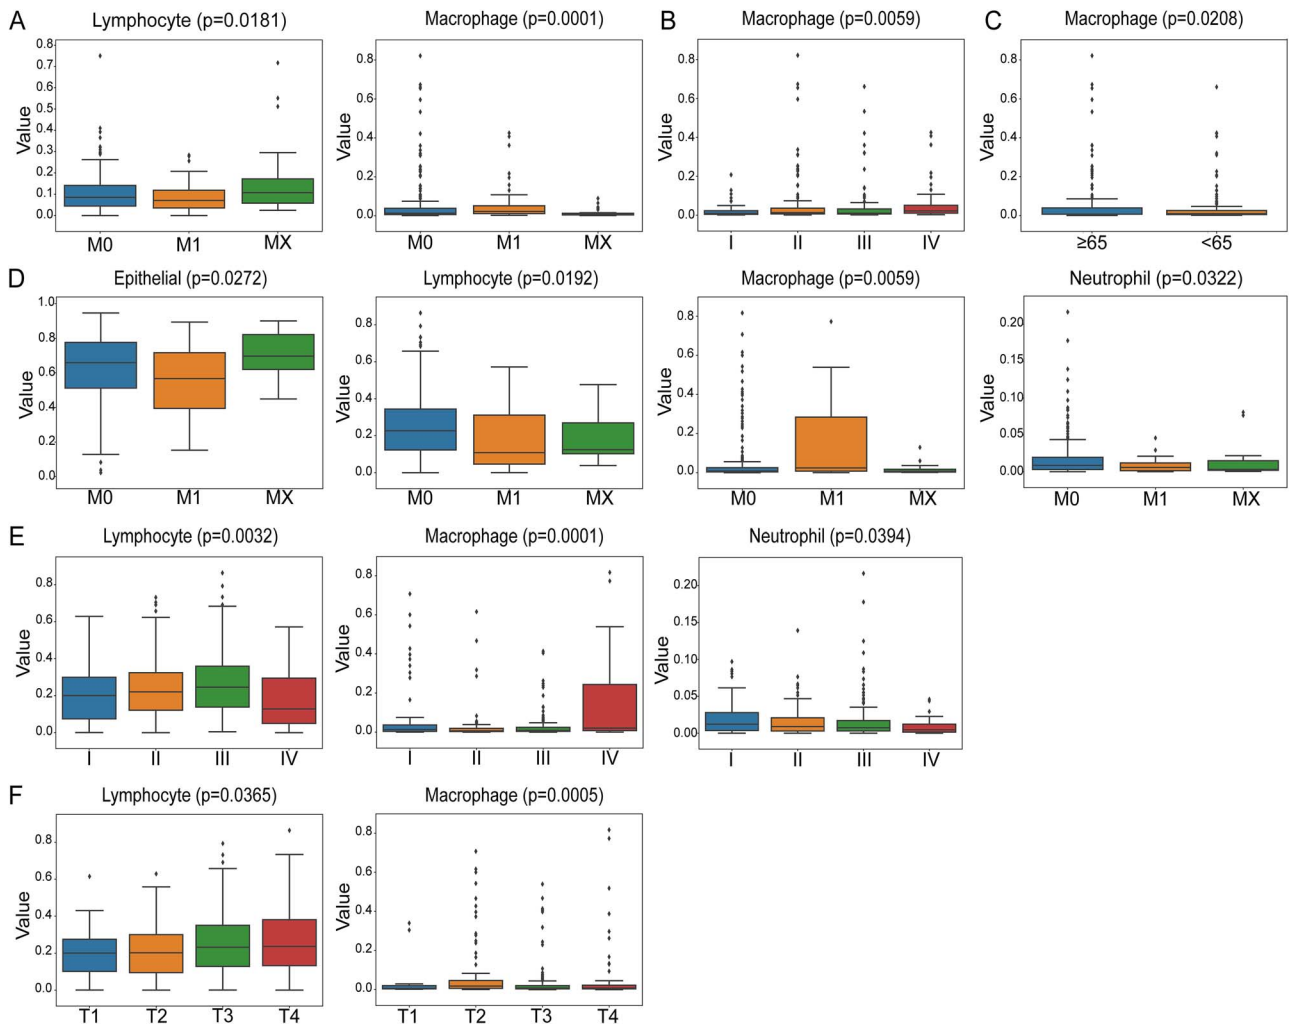 A
Lymphocyte (p=0.0181)
Value
0.8
0.7
0.6
0.5
0.4
0.3
0.2
0.1
0.0
M0 M1 MX
Macrophage (p=0.0001)
Value
0.8
0.6
0.4
0.2
0.0
M0 M1 MX
B
Macrophage (p=0.0059)
Value
0.8
0.6
0.4
0.2
0.0
I II III IV
C
Macrophage (p=0.0208)
Value
0.8
0.6
0.4
0.2
0.0
≥65 <65
D
Epithelial (p=0.0272)
Value
1.0
0.8
0.6
0.4
0.2
0.0
M0 M1 MX
Lymphocyte (p=0.0192)
Value
0.8
0.6
0.4
0.2
0.0
M0 M1 MX
Macrophage (p=0.0059)
Value
0.8
0.6
0.4
0.2
0.0
M0 M1 MX
Neutrophil (p=0.0322)
Value
0.20
0.15
0.10
0.05
0.00
M0 M1 MX
E
Lymphocyte (p=0.0032)
Value
0.8
0.6
0.4
0.2
0.0
I II III IV
Macrophage (p=0.0001)
Value
0.8
0.6
0.4
0.2
0.0
I II III IV
Neutrophil (p=0.0394)
Value
0.20
0.15
0.10
0.05
0.00
I II III IV
F
Lymphocyte (p=0.0365)
Value
0.8
0.6
0.4
0.2
0.0
T1 T2 T3 T4
Macrophage (p=0.0005)
Value
0.8
0.6
0.4
0.2
0.0
T1 T2 T3 T4